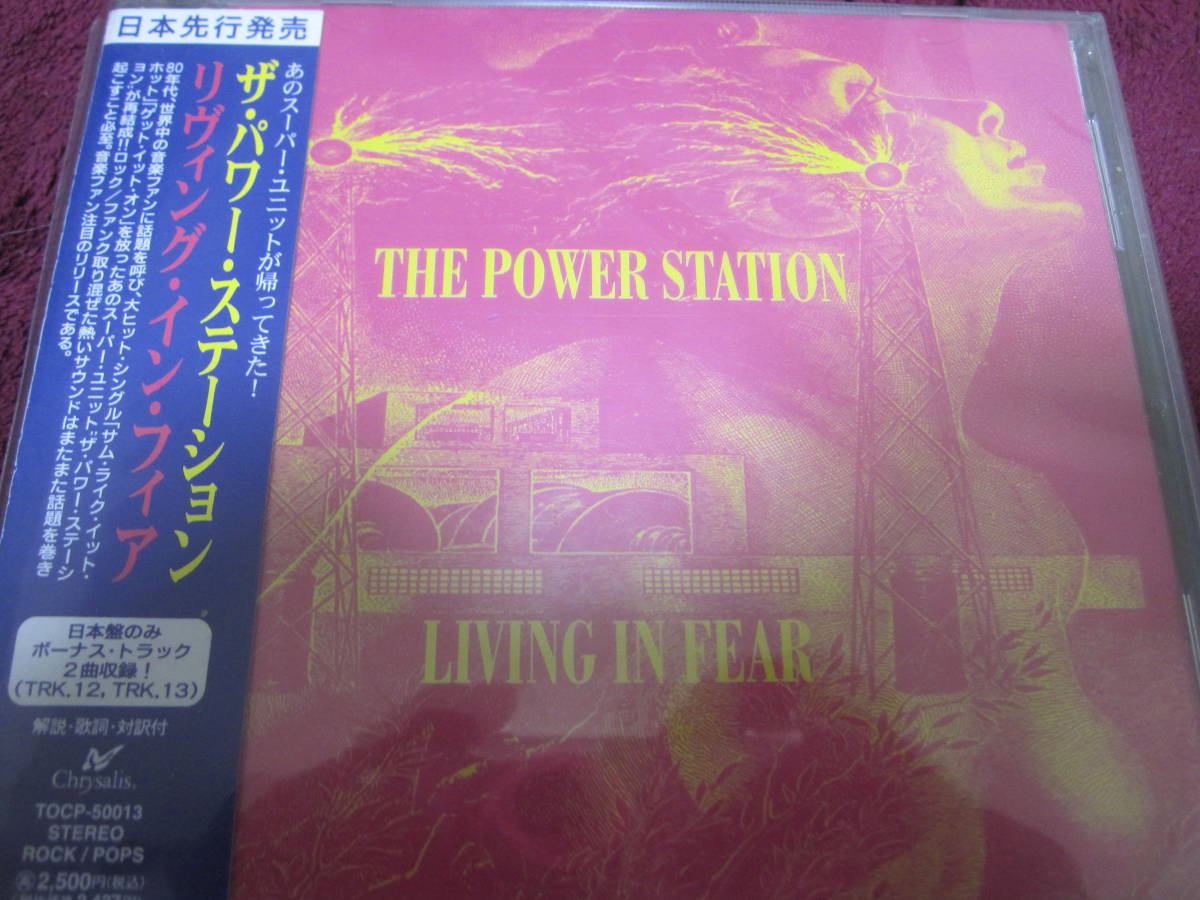 日本先行発売
あのスーパー・ユニットが帰ってきた!
ザ・パワー・ステーション
リヴィング・イン・フィア
80年代、世界中の音楽ファンに話題を呼び、大ヒット・シングル「サム・ライク・イット・
ホット」「ゲット・イット・オン」を放ったあのスーパー・ユニット“ザ・パワー・ステーシ
ョン”が再結成!!ロック/ファンク取り混ぜた熱いサウンドはまたまた話題を巻き
起こすこと必至。音楽ファン注目のリリースである。
日本盤のみ
ボーナス・トラック
2曲収録!
(TRK.12, TRK.13)
解説・歌詞・対訳付
Chrysalis.
TOCP-50013
STEREO
ROCK / POPS
2,500円(税込)
THE POWER STATION
LIVING IN FEAR